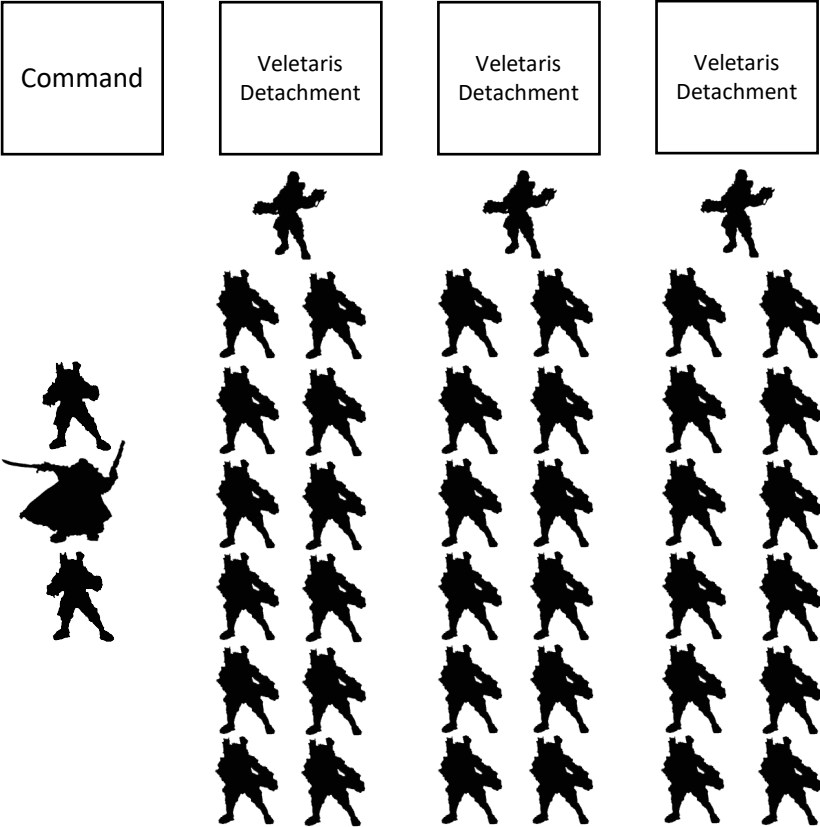 Command
Veletaris
Detachment
Veletaris
Detachment
Veletaris
Detachment